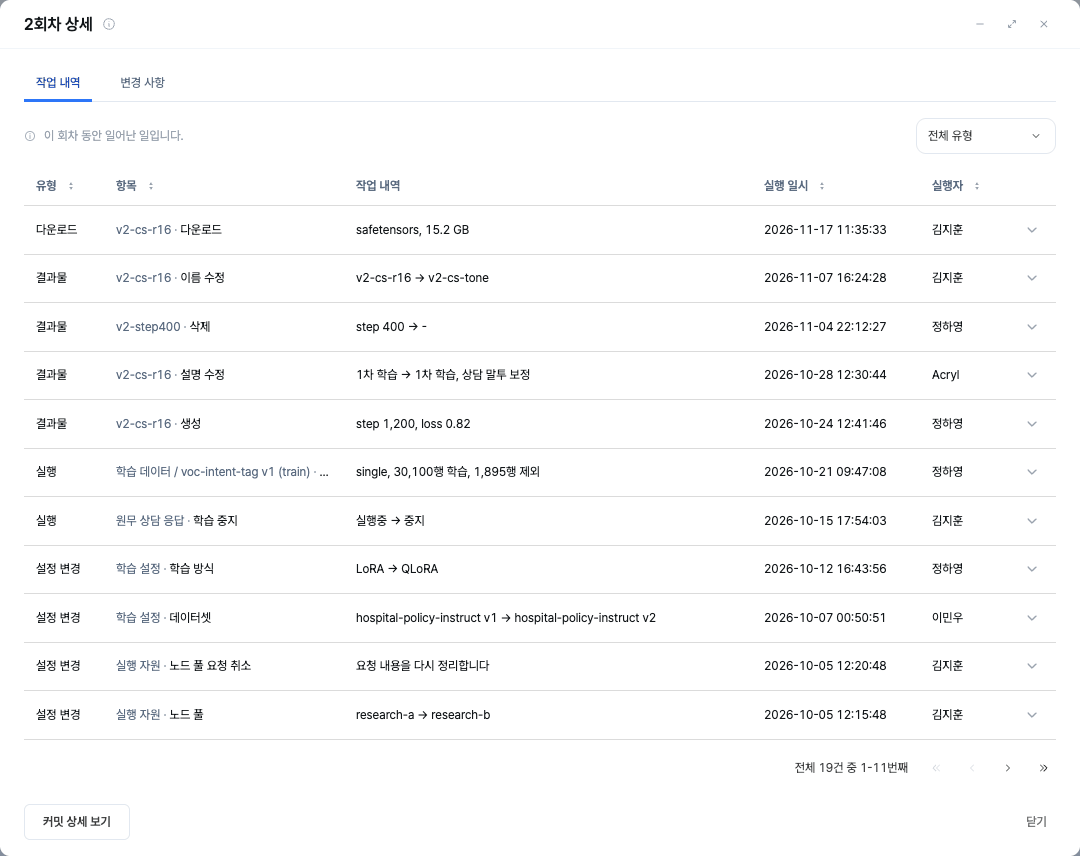 2회차 상세
작업 내역 변경 사항
이 회차 동안 일어난 일입니다. 전체 유형
유형 항목 작업 내역 실행 일시 실행자
다운로드 v2-cs-r16 · 다운로드 safetensors, 15.2 GB 2026-11-17 11:35:33 김지훈
결과물 v2-cs-r16 · 이름 수정 v2-cs-r16 → v2-cs-tone 2026-11-07 16:24:28 김지훈
결과물 v2-step400 · 삭제 step 400 → - 2026-11-04 22:12:27 정하영
결과물 v2-cs-r16 · 설명 수정 1차 학습 → 1차 학습, 상담 말투 보정 2026-10-28 12:30:44 Acryl
결과물 v2-cs-r16 · 생성 step 1,200, loss 0.82 2026-10-24 12:41:46 정하영
실행 학습 데이터 / voc-intent-tag v1 (train) · ... single, 30,100행 학습, 1,895행 제외 2026-10-21 09:47:08 정하영
실행 원무 상담 응답 · 학습 중지 실행중 → 중지 2026-10-15 17:54:03 김지훈
설정 변경 학습 설정 · 학습 방식 LoRA → QLoRA 2026-10-12 16:43:56 정하영
설정 변경 학습 설정 · 데이터셋 hospital-policy-instruct v1 → hospital-policy-instruct v2 2026-10-07 00:50:51 이민우
설정 변경 실행 자원 · 노드 풀 요청 취소 요청 내용을 다시 정리합니다 2026-10-05 12:20:48 김지훈
설정 변경 실행 자원 · 노드 풀 research-a → research-b 2026-10-05 12:15:48 김지훈
전체 19건 중 1-11번째
커밋 상세 보기 닫기